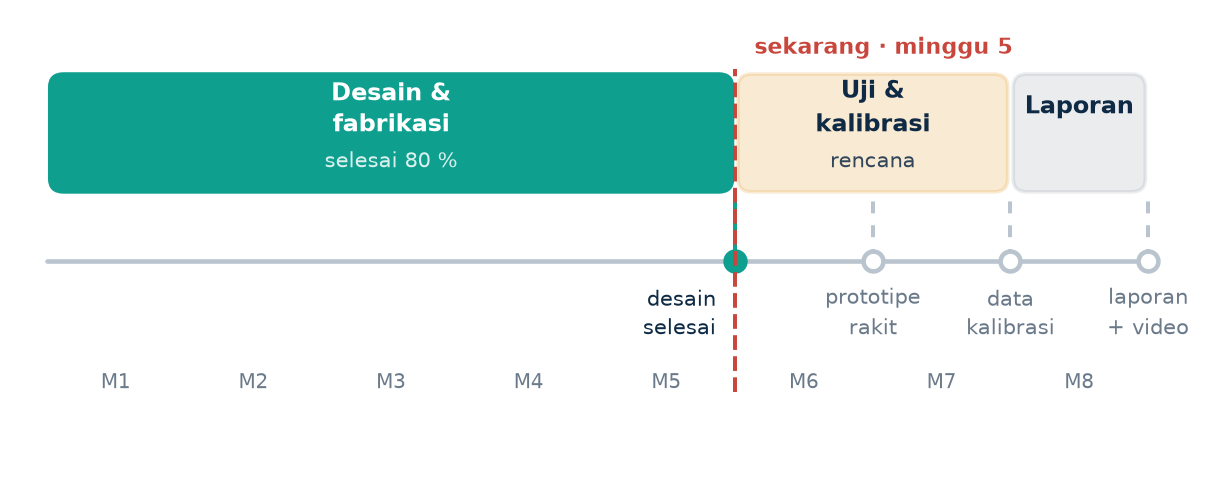 sekarang · minggu 5
Desain &
fabrikasi
selesai 80 %
Uji &
kalibrasi
rencana
Laporan
desain
selesai
prototipe
rakit
data
kalibrasi
laporan
+ video
M1 M2 M3 M4 M5 M6 M7 M8